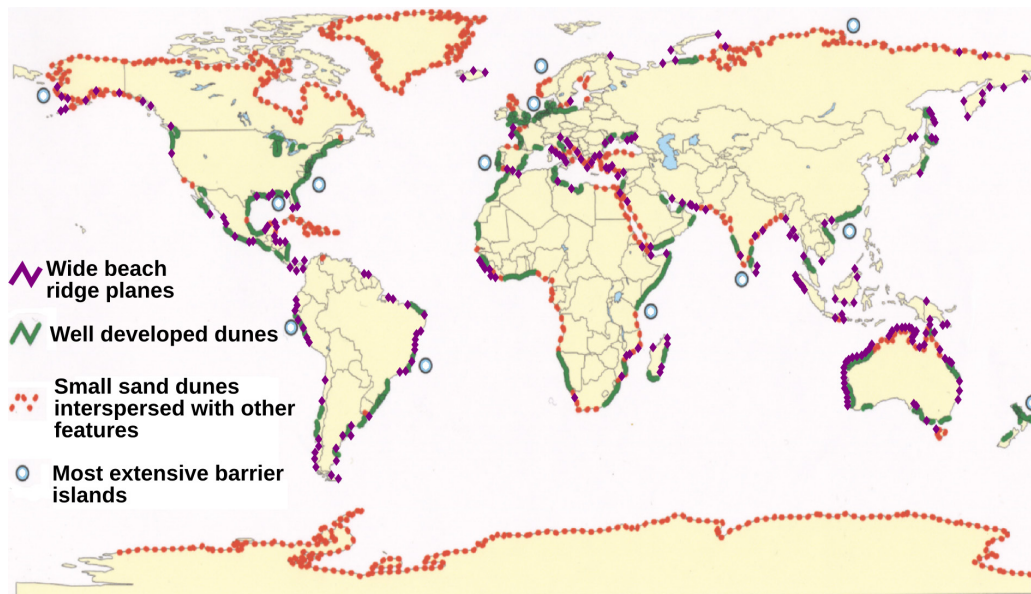 Wide beach
ridge planes
Well developed dunes
Small sand dunes
interspersed with other
features
Most extensive barrier
islands